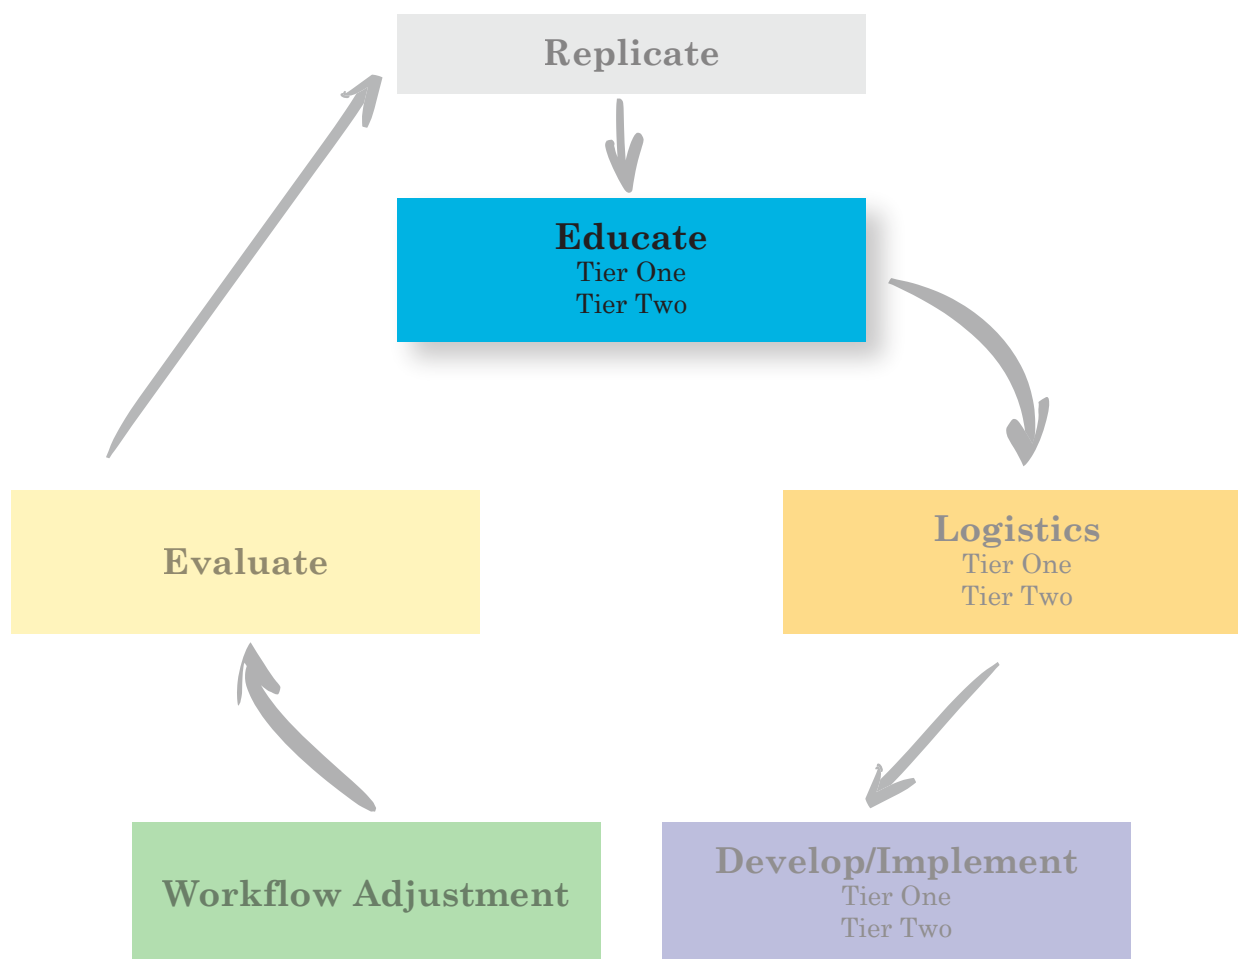 Replicate
Educate
Tier One
Tier Two
Evaluate
Logistics
Tier One
Tier Two
Workflow Adjustment
Develop/Implement
Tier One
Tier Two